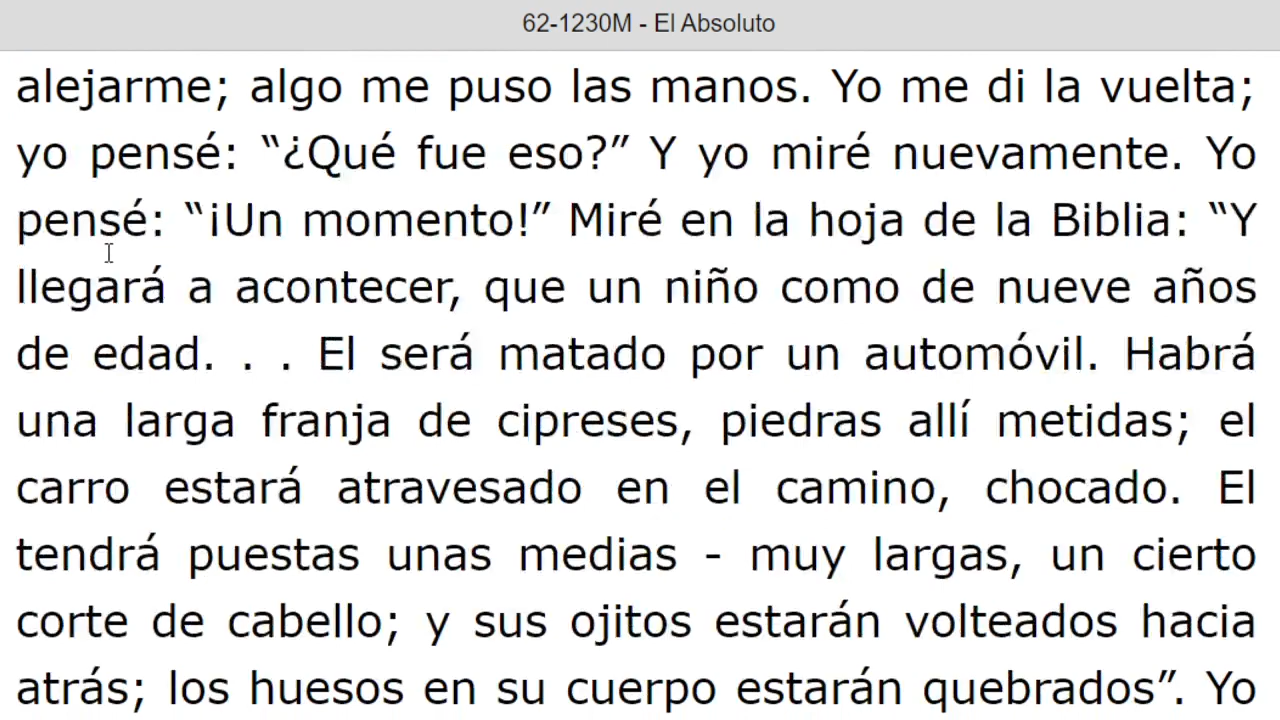 62-1230M - El Absoluto
alejarme; algo me puso las manos. Yo me di la vuelta;
yo pensé: “¿Qué fue eso?” Y yo miré nuevamente. Yo
pensé: “¡Un momento!” Miré en la hoja de la Biblia: “Y
llegará a acontecer, que un niño como de nueve años
de edad. . . El será matado por un automóvil. Habrá
una larga franja de cipreses, piedras allí metidas; el
carro estará atravesado en el camino, chocado. El
tendrá puestas unas medias - muy largas, un cierto
corte de cabello; y sus ojitos estarán volteados hacia
atrás; los huesos en su cuerpo estarán quebrados”. Yo